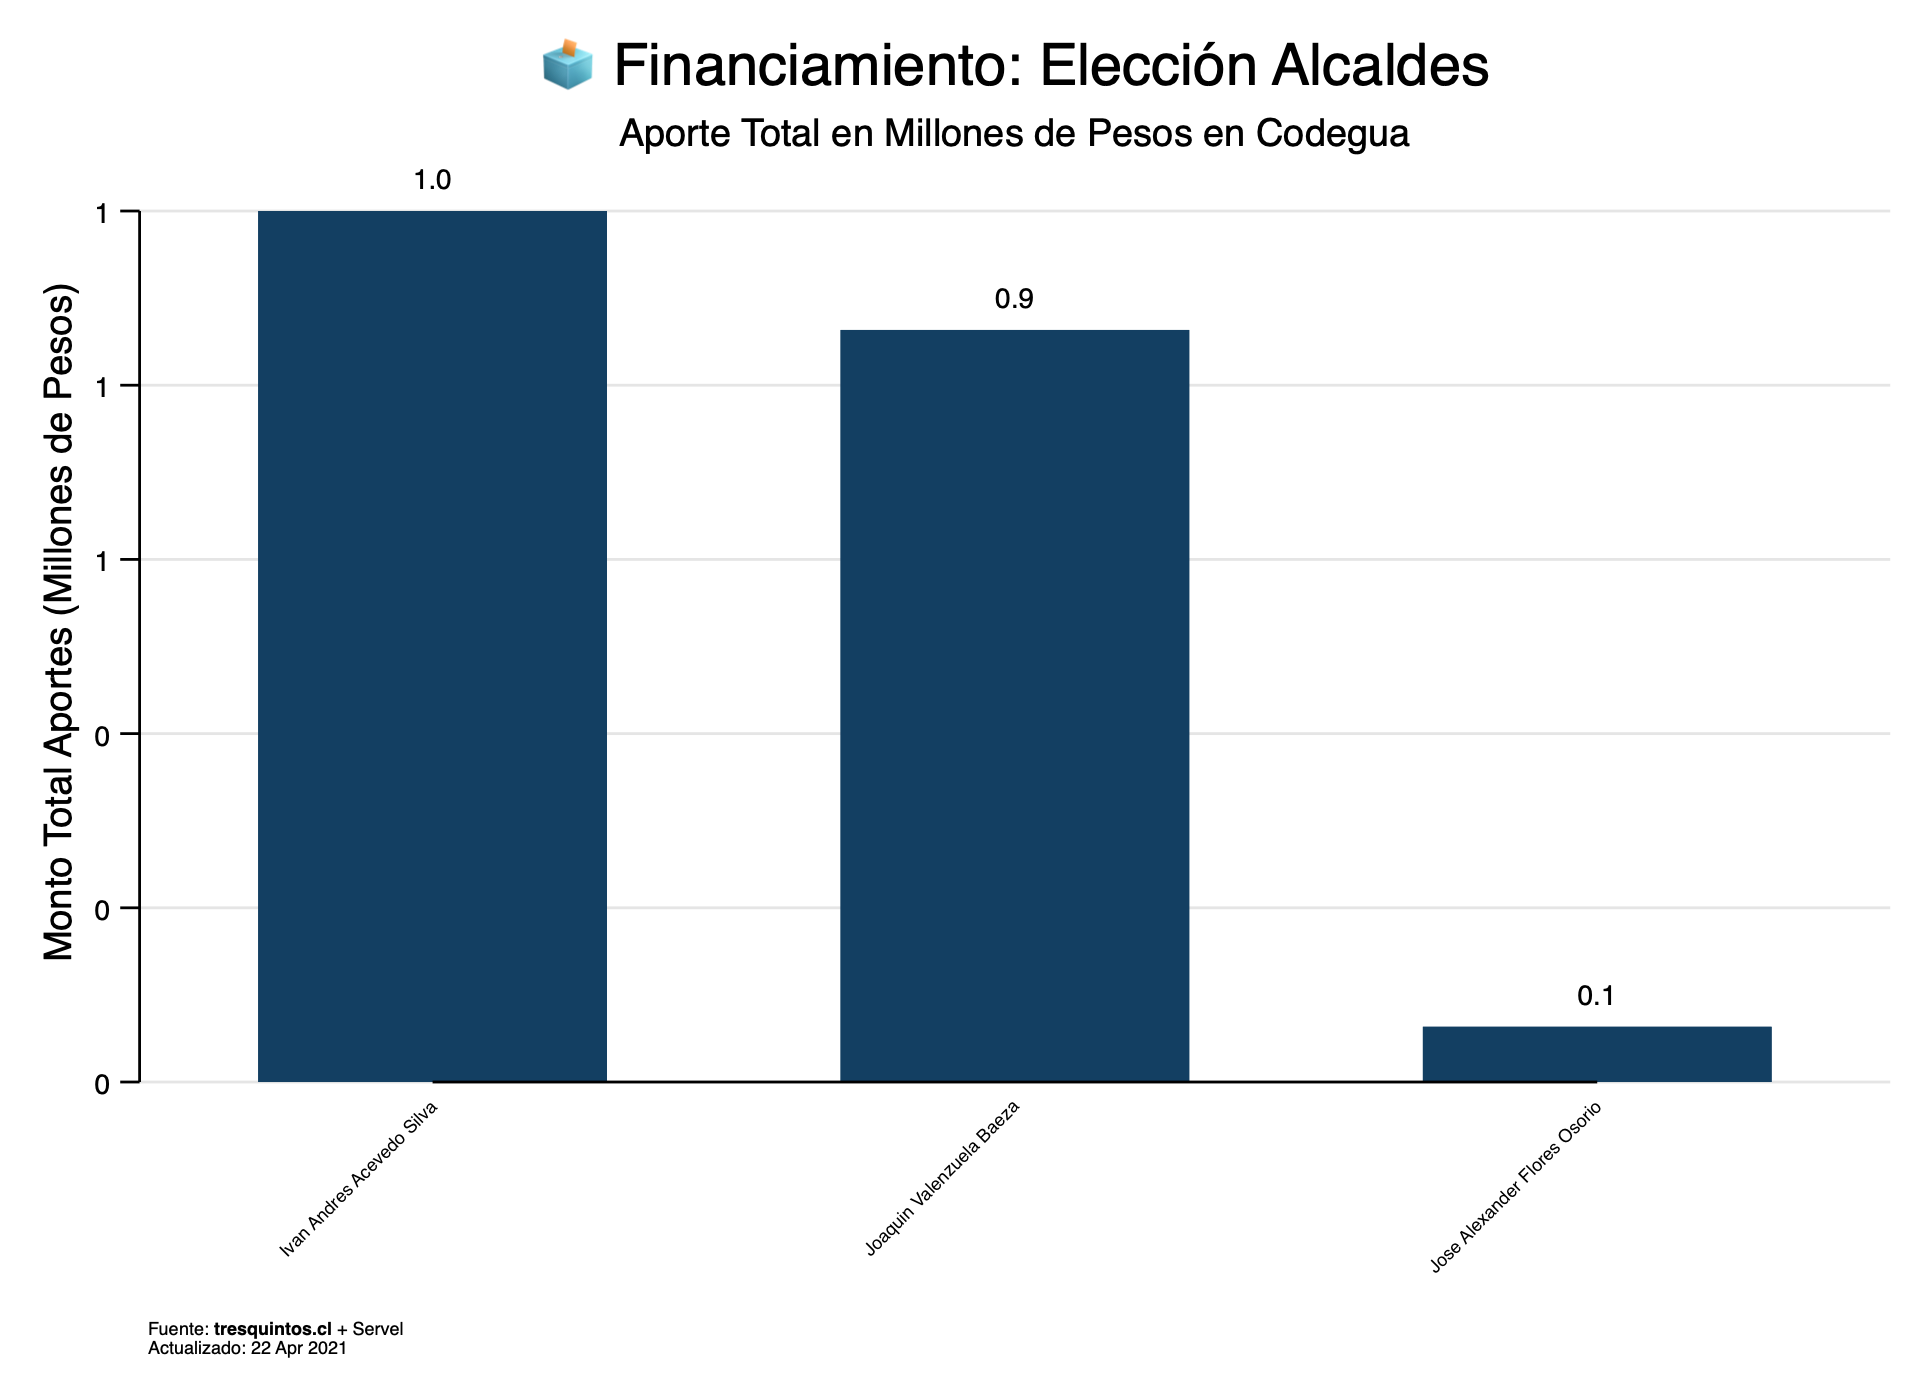 Financiamiento: Elección Alcaldes
Aporte Total en Millones de Pesos en Codegua
Monto Total Aportes (Millones de Pesos)
1
1
1
0
0
0
1.0
0.9
0.1
Ivan Andres Acevedo Silva
Joaquin Valenzuela Baeza
Jose Alexander Flores Osorio
Fuente: tresquintos.cl + Servel
Actualizado: 22 Apr 2021